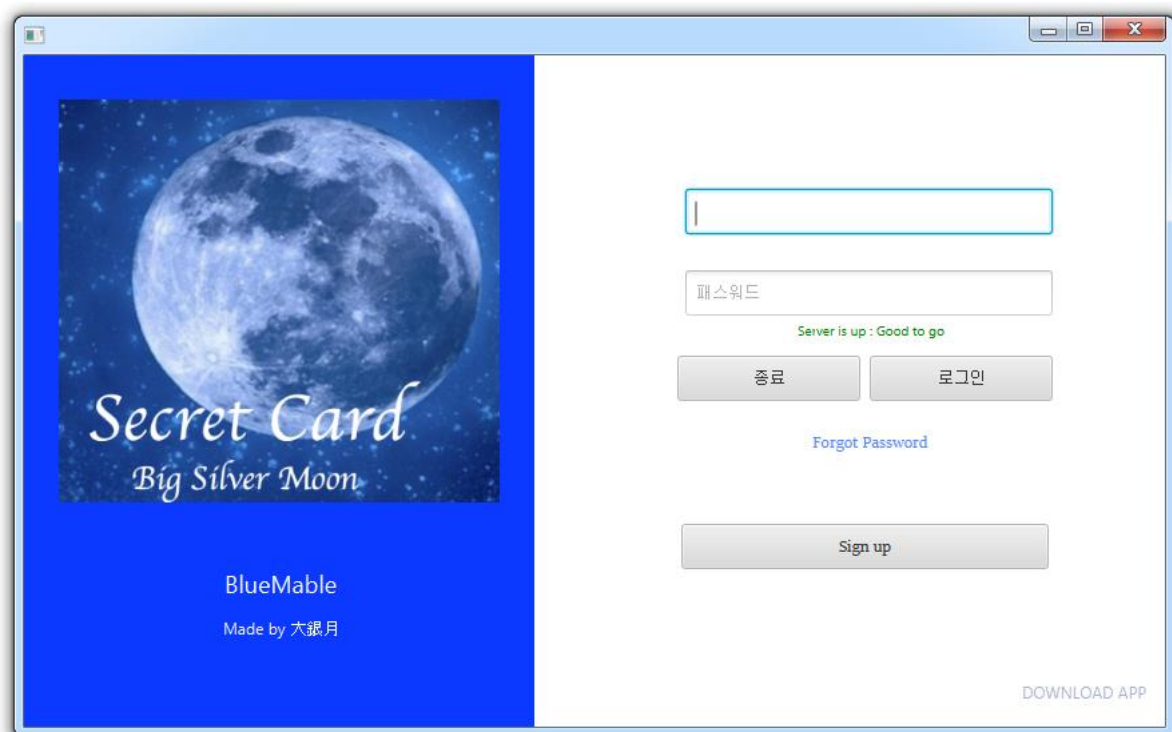 Secret Card
Big Silver Moon
BlueMable
Made by 大銀月
패스워드
Server is up : Good to go
종료
로그인
Forgot Password
Sign up
DOWNLOAD APP